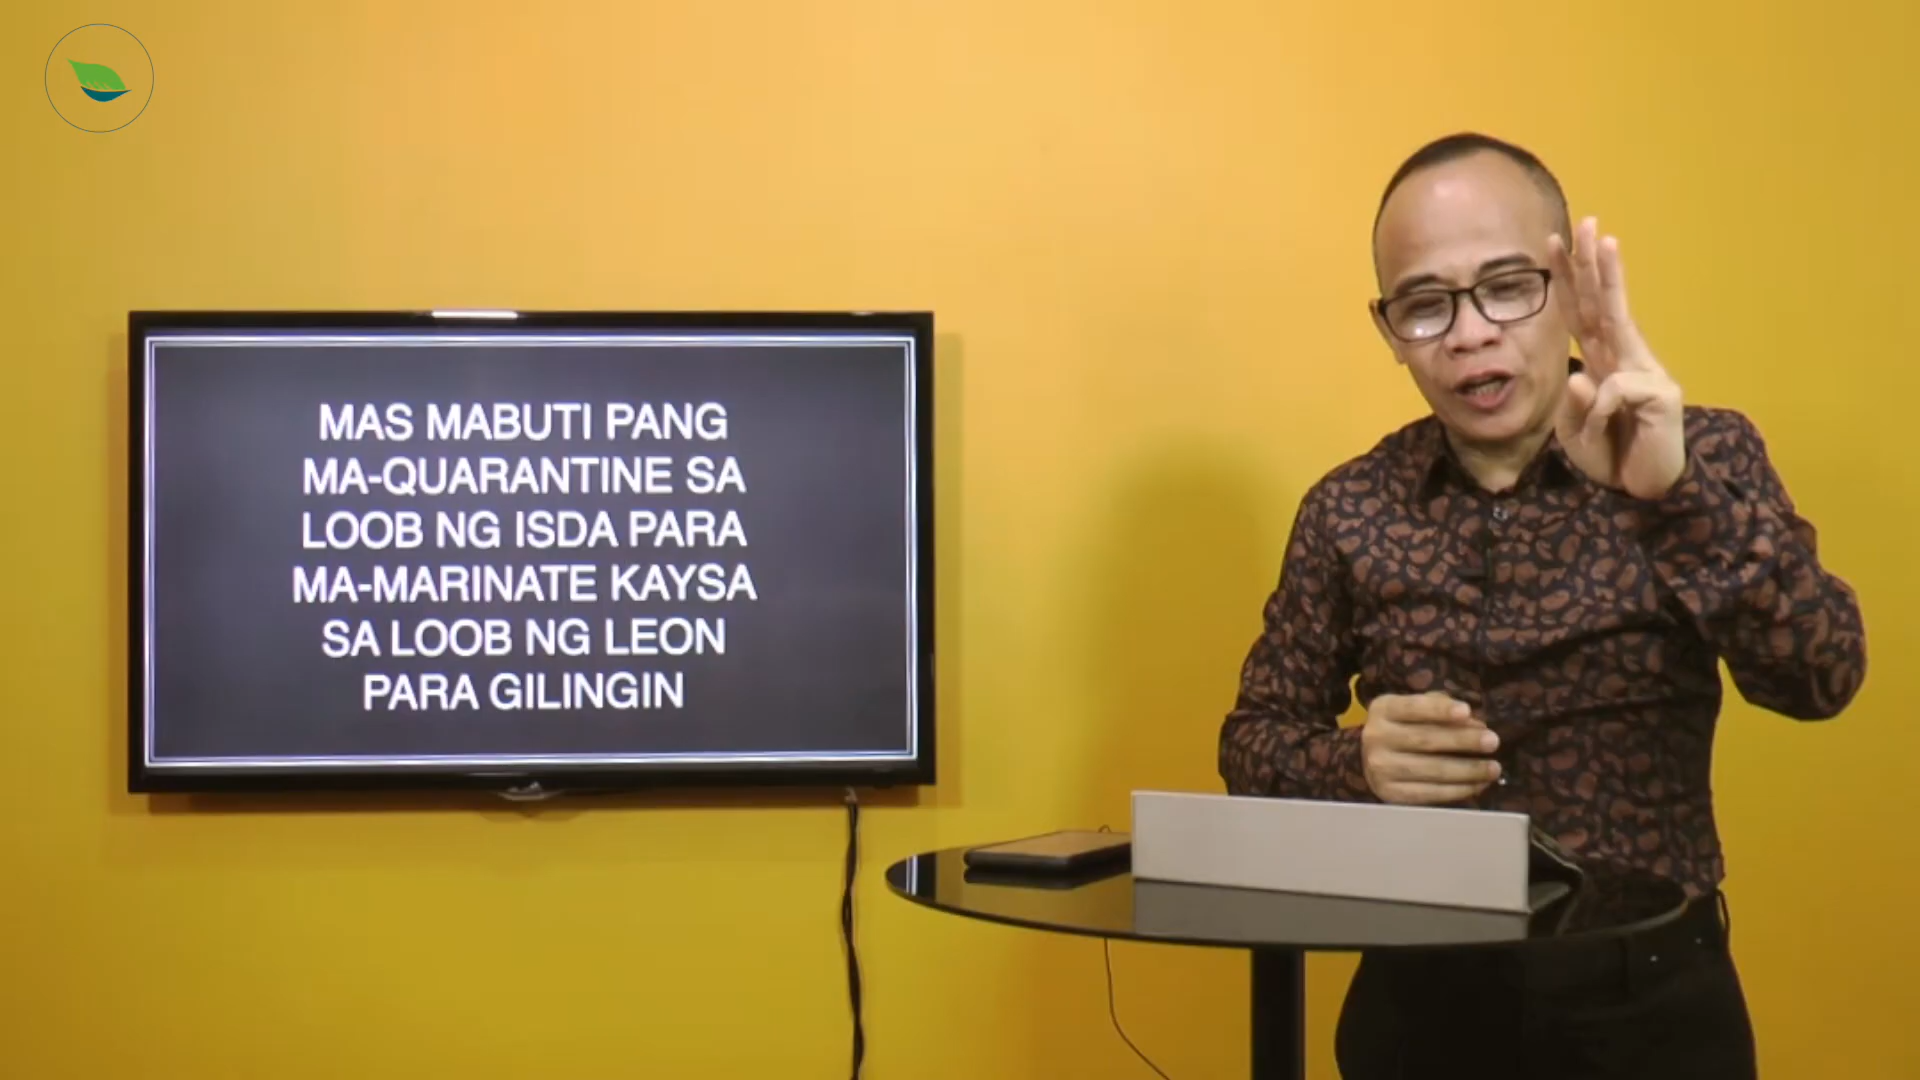 MAS MABUTI PANG
MA-QUARANTINE SA
LOOB NG ISDA PARA
MA-MARINATE KAYSA
SA LOOB NG LEON
PARA GILINGIN